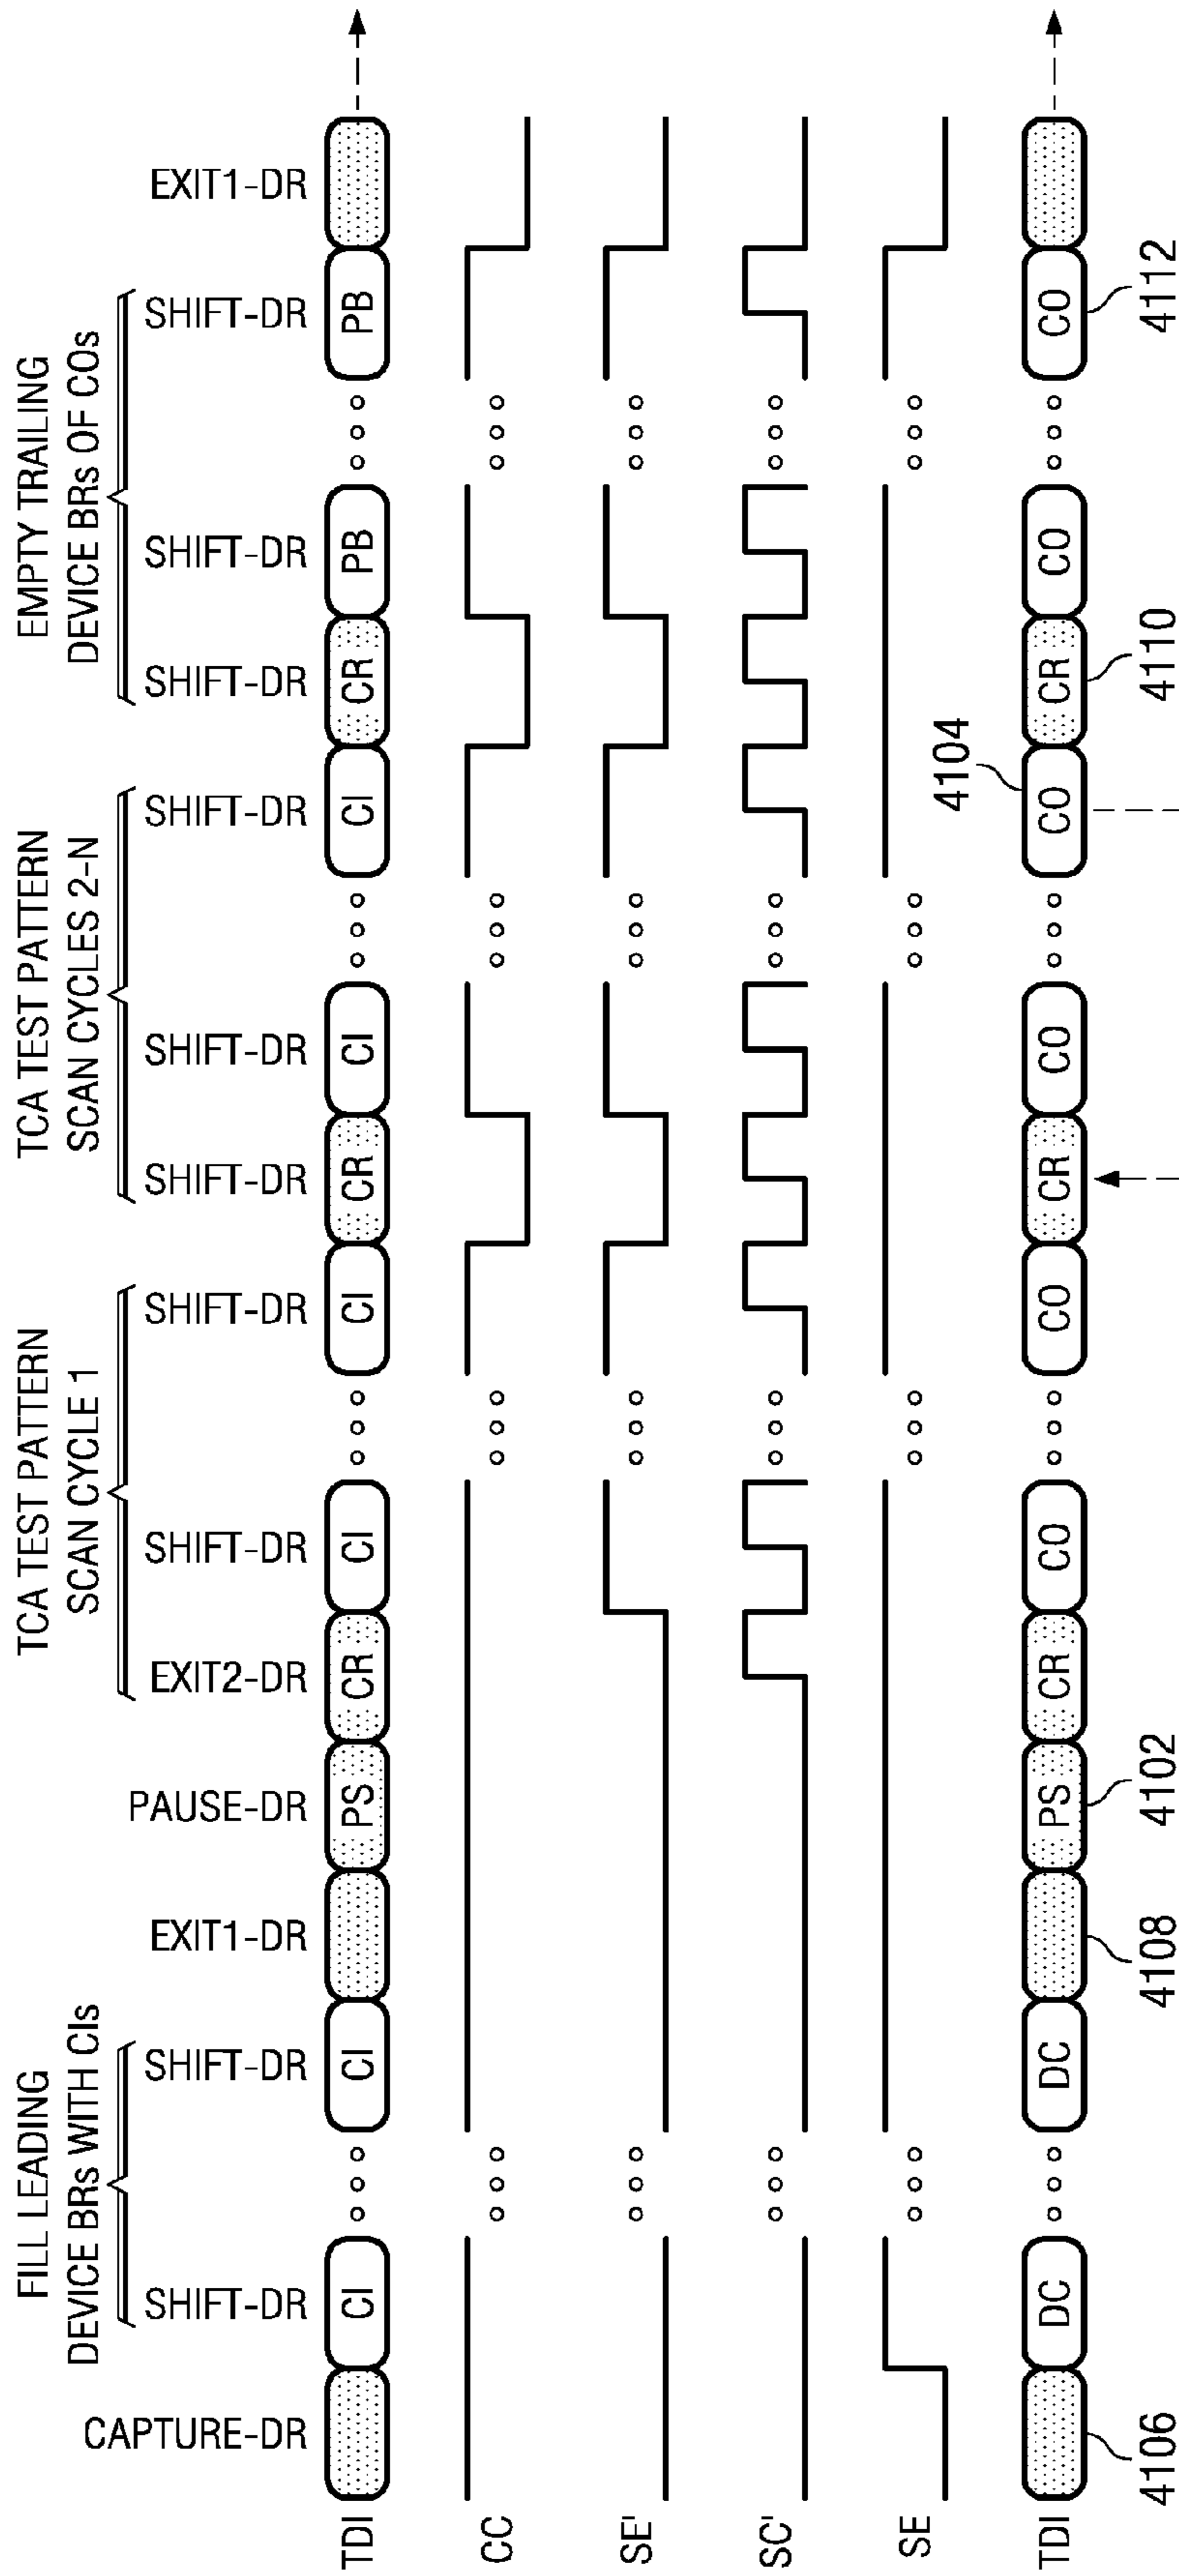 FILL LEADING
DEVICE BRs WITH CIs
TCA TEST PATTERN
SCAN CYCLE 1
TCA TEST PATTERN
SCAN CYCLES 2-N
EMPTY TRAILING
DEVICE BRs OF COs
CAPTURE-DR
SHIFT-DR
SHIFT-DR
EXIT1-DR
PAUSE-DR
EXIT2-DR
SHIFT-DR
SHIFT-DR
SHIFT-DR
SHIFT-DR
SHIFT-DR
SHIFT-DR
SHIFT-DR
SHIFT-DR
EXIT1-DR
TDI CI CI PS CR CI CI CR CI CI CR PB PB
CC
SE'
SC'
SE
4104
TDI DC DC PS CR CO CO CR CO CO CR CO CO
4106
4108
4102
4110
4112